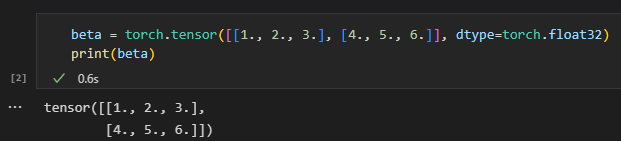 beta = torch.tensor([[1., 2., 3.], [4., 5., 6.]], dtype=torch.float32)
print(beta)
[2] ✓ 0.6s
... tensor([[1., 2., 3.],
        [4., 5., 6.]])